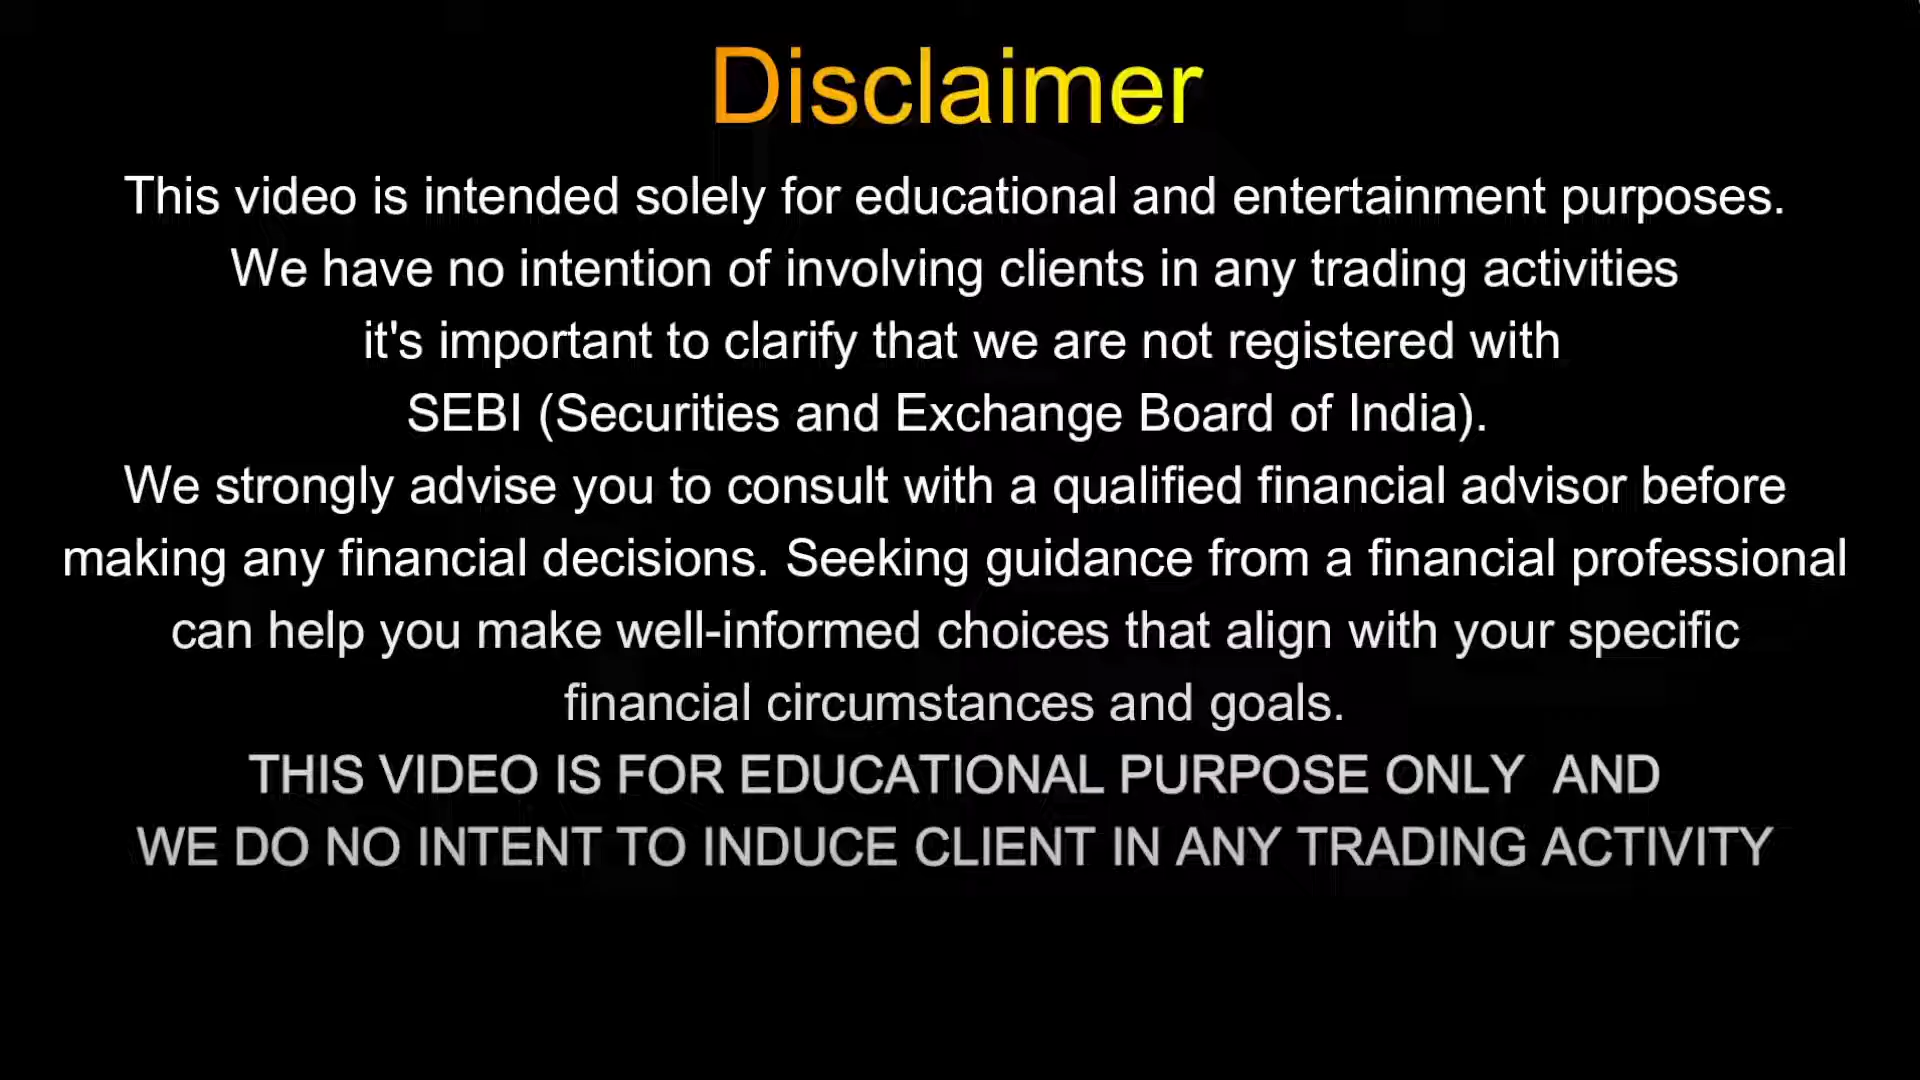 Disclaimer
This video is intended solely for educational and entertainment purposes.
We have no intention of involving clients in any trading activities
it's important to clarify that we are not registered with
SEBI (Securities and Exchange Board of India).
We strongly advise you to consult with a qualified financial advisor before
making any financial decisions. Seeking guidance from a financial professional
can help you make well-informed choices that align with your specific
financial circumstances and goals.
THIS VIDEO IS FOR EDUCATIONAL PURPOSE ONLY  AND
WE DO NO INTENT TO INDUCE CLIENT IN ANY TRADING ACTIVITY